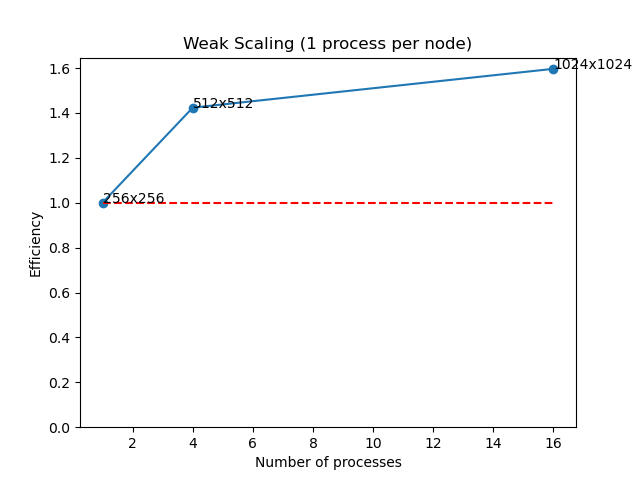 Weak Scaling (1 process per node)
1.6
1.4
1.2
1.0
0.8
0.6
0.4
0.2
0.0
Efficiency
1024x1024
512x512
256x256
2 4 6 8 10 12 14 16
Number of processes